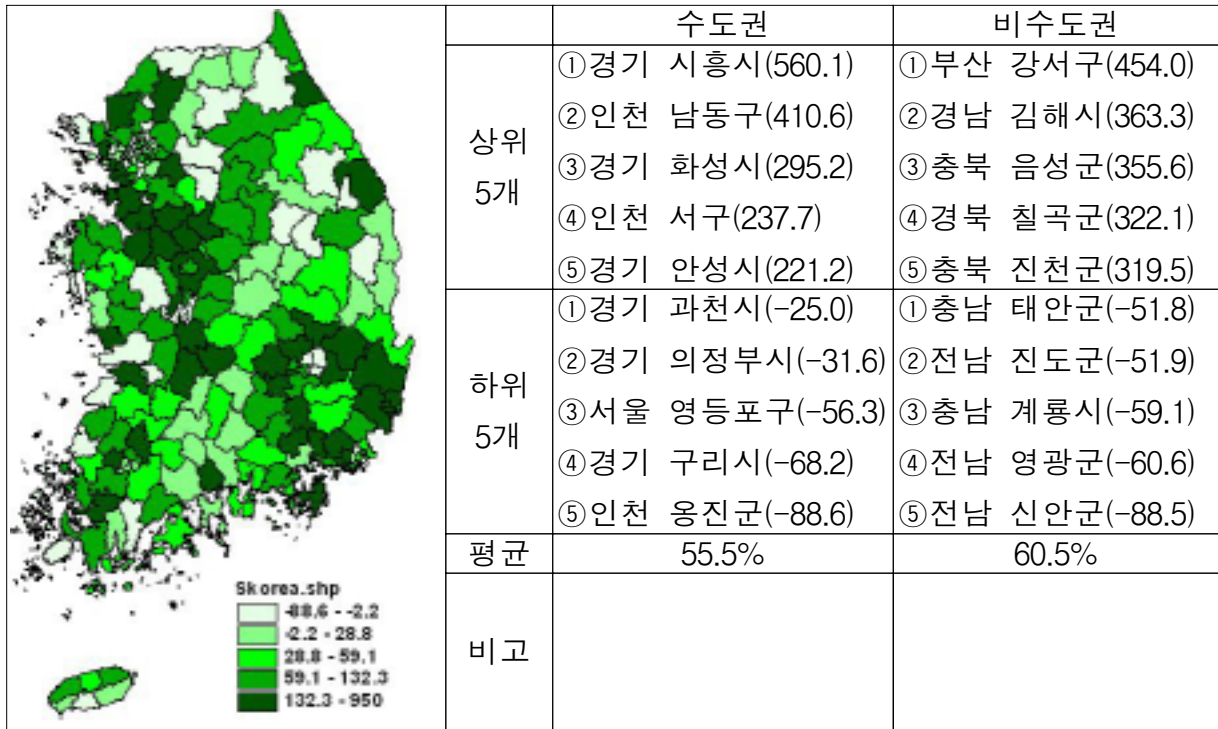 수도권 비수도권
상위
5개
①경기 시흥시(560.1) ①부산 강서구(454.0)
②인천 남동구(410.6) ②경남 김해시(363.3)
③경기 화성시(295.2) ③충북 음성군(355.6)
④인천 서구(237.7) ④경북 칠곡군(322.1)
⑤경기 안성시(221.2) ⑤충북 진천군(319.5)
하위
5개
①경기 과천시(-25.0) ①충남 태안군(-51.8)
②경기 의정부시(-31.6) ②전남 진도군(-51.9)
③서울 영등포구(-56.3) ③충남 계룡시(-59.1)
④경기 구리시(-68.2) ④전남 영광군(-60.6)
⑤인천 옹진군(-88.6) ⑤전남 신안군(-88.5)
평균 55.5% 60.5%
비고
Skorea.shp
-88.6 - -2.2
-2.2 - 28.8
28.8 - 59.1
59.1 - 132.3
132.3 - 950